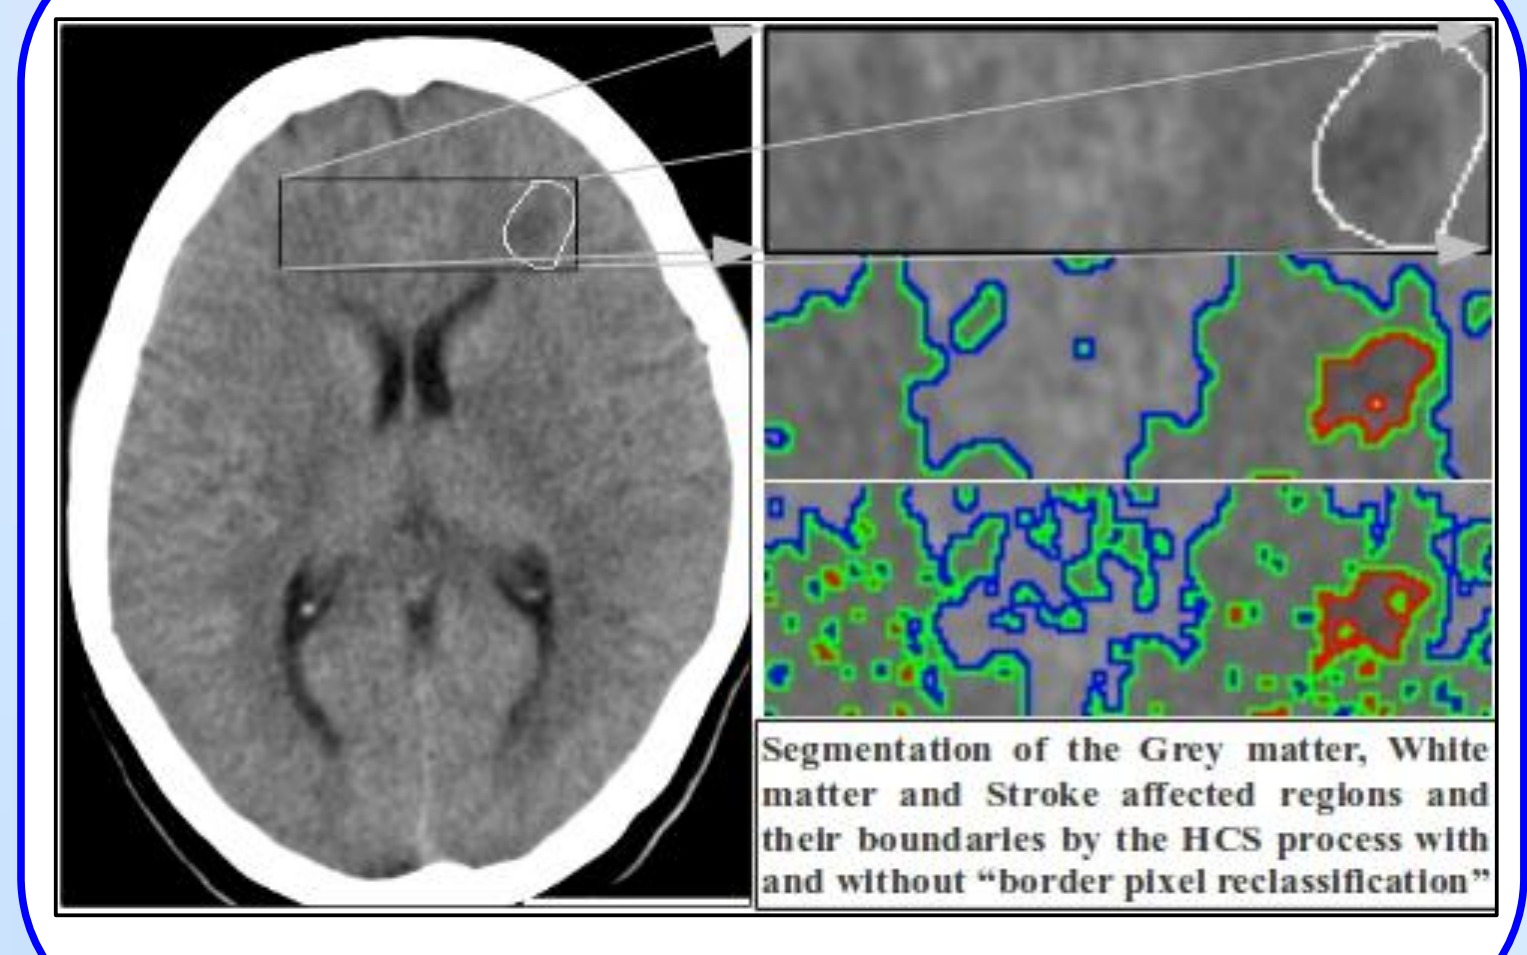 Segmentation of the Grey matter, White
matter and Stroke affected regions and
their boundaries by the HCS process with
and without “border pixel reclassification”